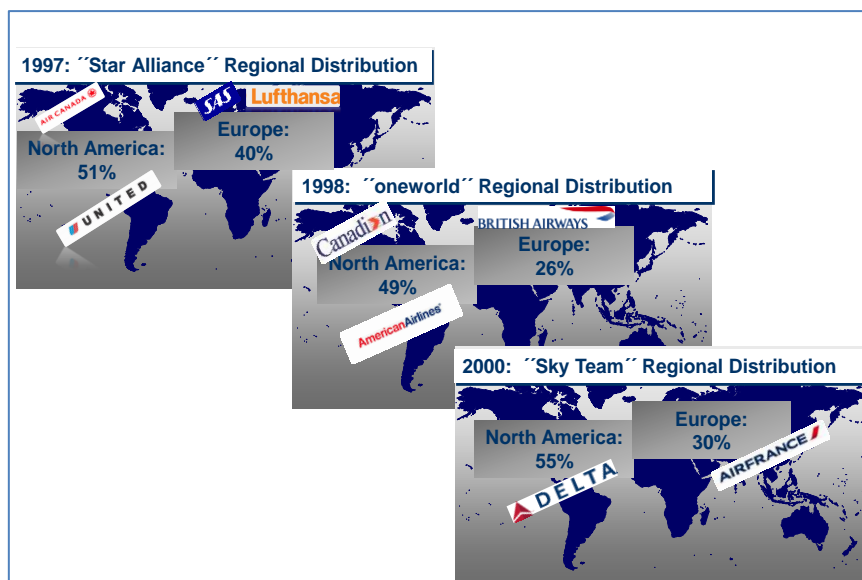 1997: ´´Star Alliance´´ Regional Distribution
AIR CANADA
SAS
Lufthansa
North America:
51%
Europe:
40%
UNITED
1998: ´´oneworld´´ Regional Distribution
Canadian
BRITISH AIRWAYS
North America:
49%
Europe:
26%
AmericanAirlines
2000: ´´Sky Team´´ Regional Distribution
North America:
55%
Europe:
30%
DELTA
AIRFRANCE